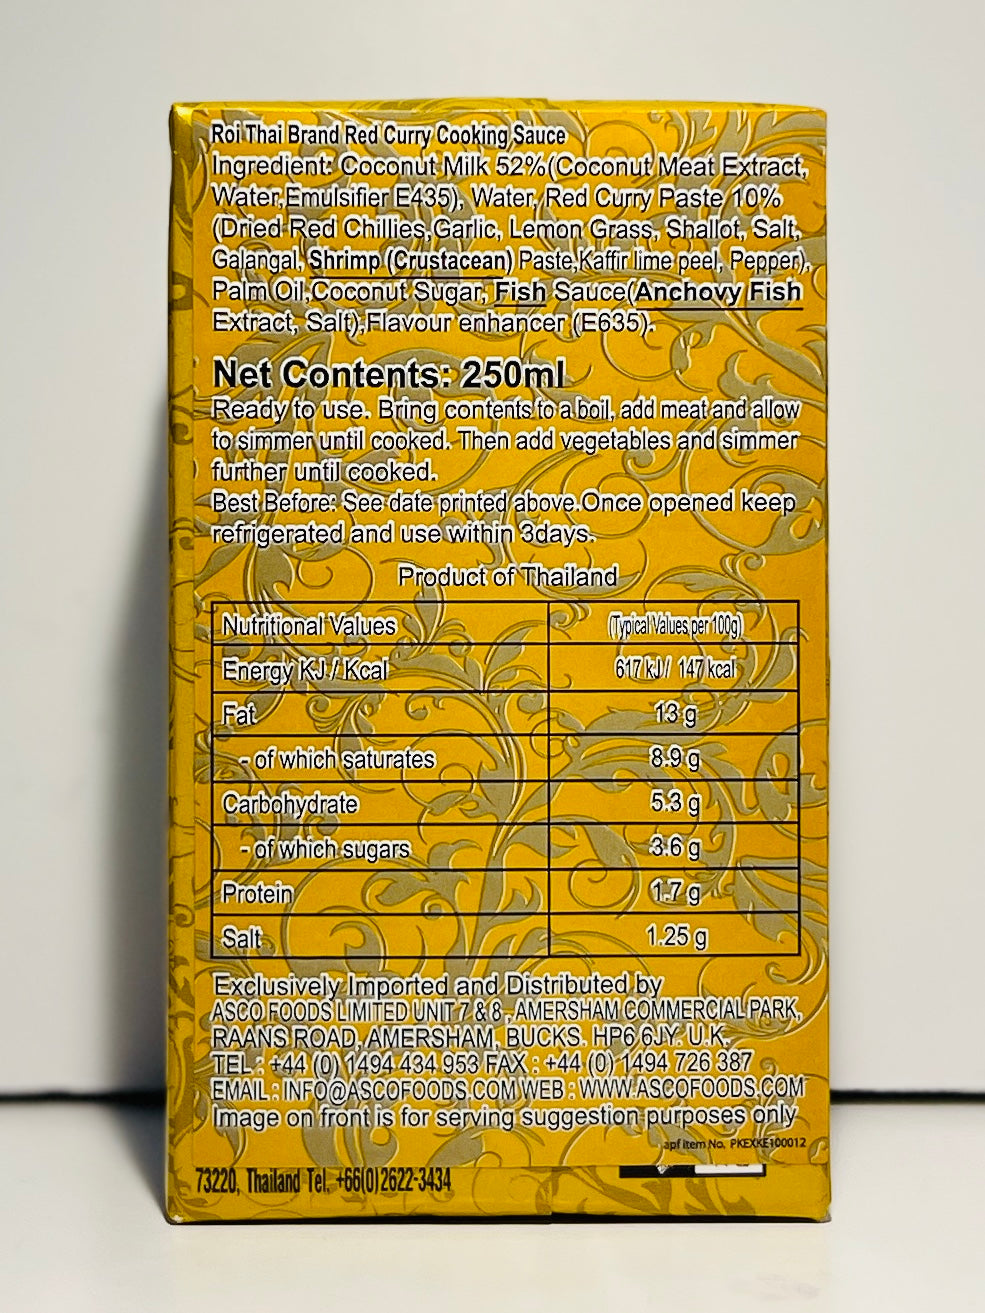 Roi Thai Brand Red Curry Cooking Sauce
Ingredient: Coconut Milk 52%(Coconut Meat Extract,
Water,Emulsifier E435), Water, Red Curry Paste 10%
(Dried Red Chillies,Garlic, Lemon Grass, Shallot, Salt,
Galangal, Shrimp (Crustacean) Paste,Kaffir lime peel, Pepper),
Palm Oil,Coconut Sugar, Fish Sauce(Anchovy Fish
Extract, Salt),Flavour enhancer (E635).
Net Contents: 250ml
Ready to use. Bring contents to a boil, add meat and allow
to simmer until cooked. Then add vegetables and simmer
further until cooked.
Best Before: See date printed above.Once opened keep
refrigerated and use within 3days.
Product of Thailand
Nutritional Values (Typical Values per 100g)
Energy KJ / Kcal 617 kJ / 147 kcal
Fat 13 g
- of which saturates 8.9 g
Carbohydrate 5.3 g
- of which sugars 3.6 g
Protein 1.7 g
Salt 1.25 g
Exclusively Imported and Distributed by
ASCO FOODS LIMITED UNIT 7 & 8 , AMERSHAM COMMERCIAL PARK,
RAANS ROAD, AMERSHAM, BUCKS. HP6 6JY. U.K.
TEL : +44 (0) 1494 434 953 FAX : +44 (0) 1494 726 387
EMAIL : INFO@ASCOFOODS.COM WEB : WWW.ASCOFOODS.COM
Image on front is for serving suggestion purposes only
apf Item No. PKEXKE100012
73220, Thailand Tel. +66(0)2622-3434